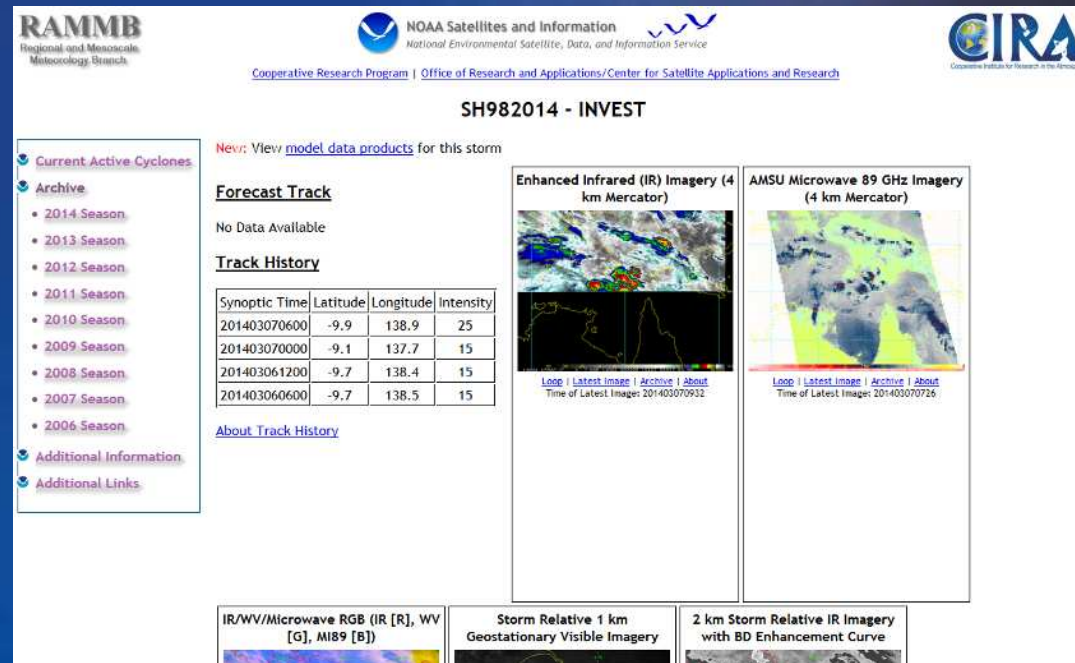 RAMMB
Regional and Mesoscale
Meteorology Branch
NOAA Satellites and Information
National Environmental Satellite, Data, and Information Service
CIRA
Cooperative Research Program | Office of Research and Applications/Center for Satellite Applications and Research
SH982014 - INVEST
Current Active Cyclones
Archive
2014 Season
2013 Season
2012 Season
2011 Season
2010 Season
2009 Season
2008 Season
2007 Season
2006 Season
Additional Information
Additional Links
New: View model data products for this storm
Forecast Track
No Data Available
Track History
Synoptic Time Latitude Longitude Intensity
201403070600 -9.9 138.9 25
201403070000 -9.1 137.7 15
201403061200 -9.7 138.4 15
201403060600 -9.7 138.5 15
About Track History
Enhanced Infrared (IR) Imagery (4
km Mercator)
Loop | Latest Image | Archive | About
Time of Latest Image: 201403070932
AMSU Microwave 89 GHz Imagery
(4 km Mercator)
Loop | Latest Image | Archive | About
Time of Latest Image: 201403070726
IR/WV/Microwave RGB (IR [R], WV
[G], MI89 [B])
Storm Relative 1 km
Geostationary Visible Imagery
2 km Storm Relative IR Imagery
with BD Enhancement Curve